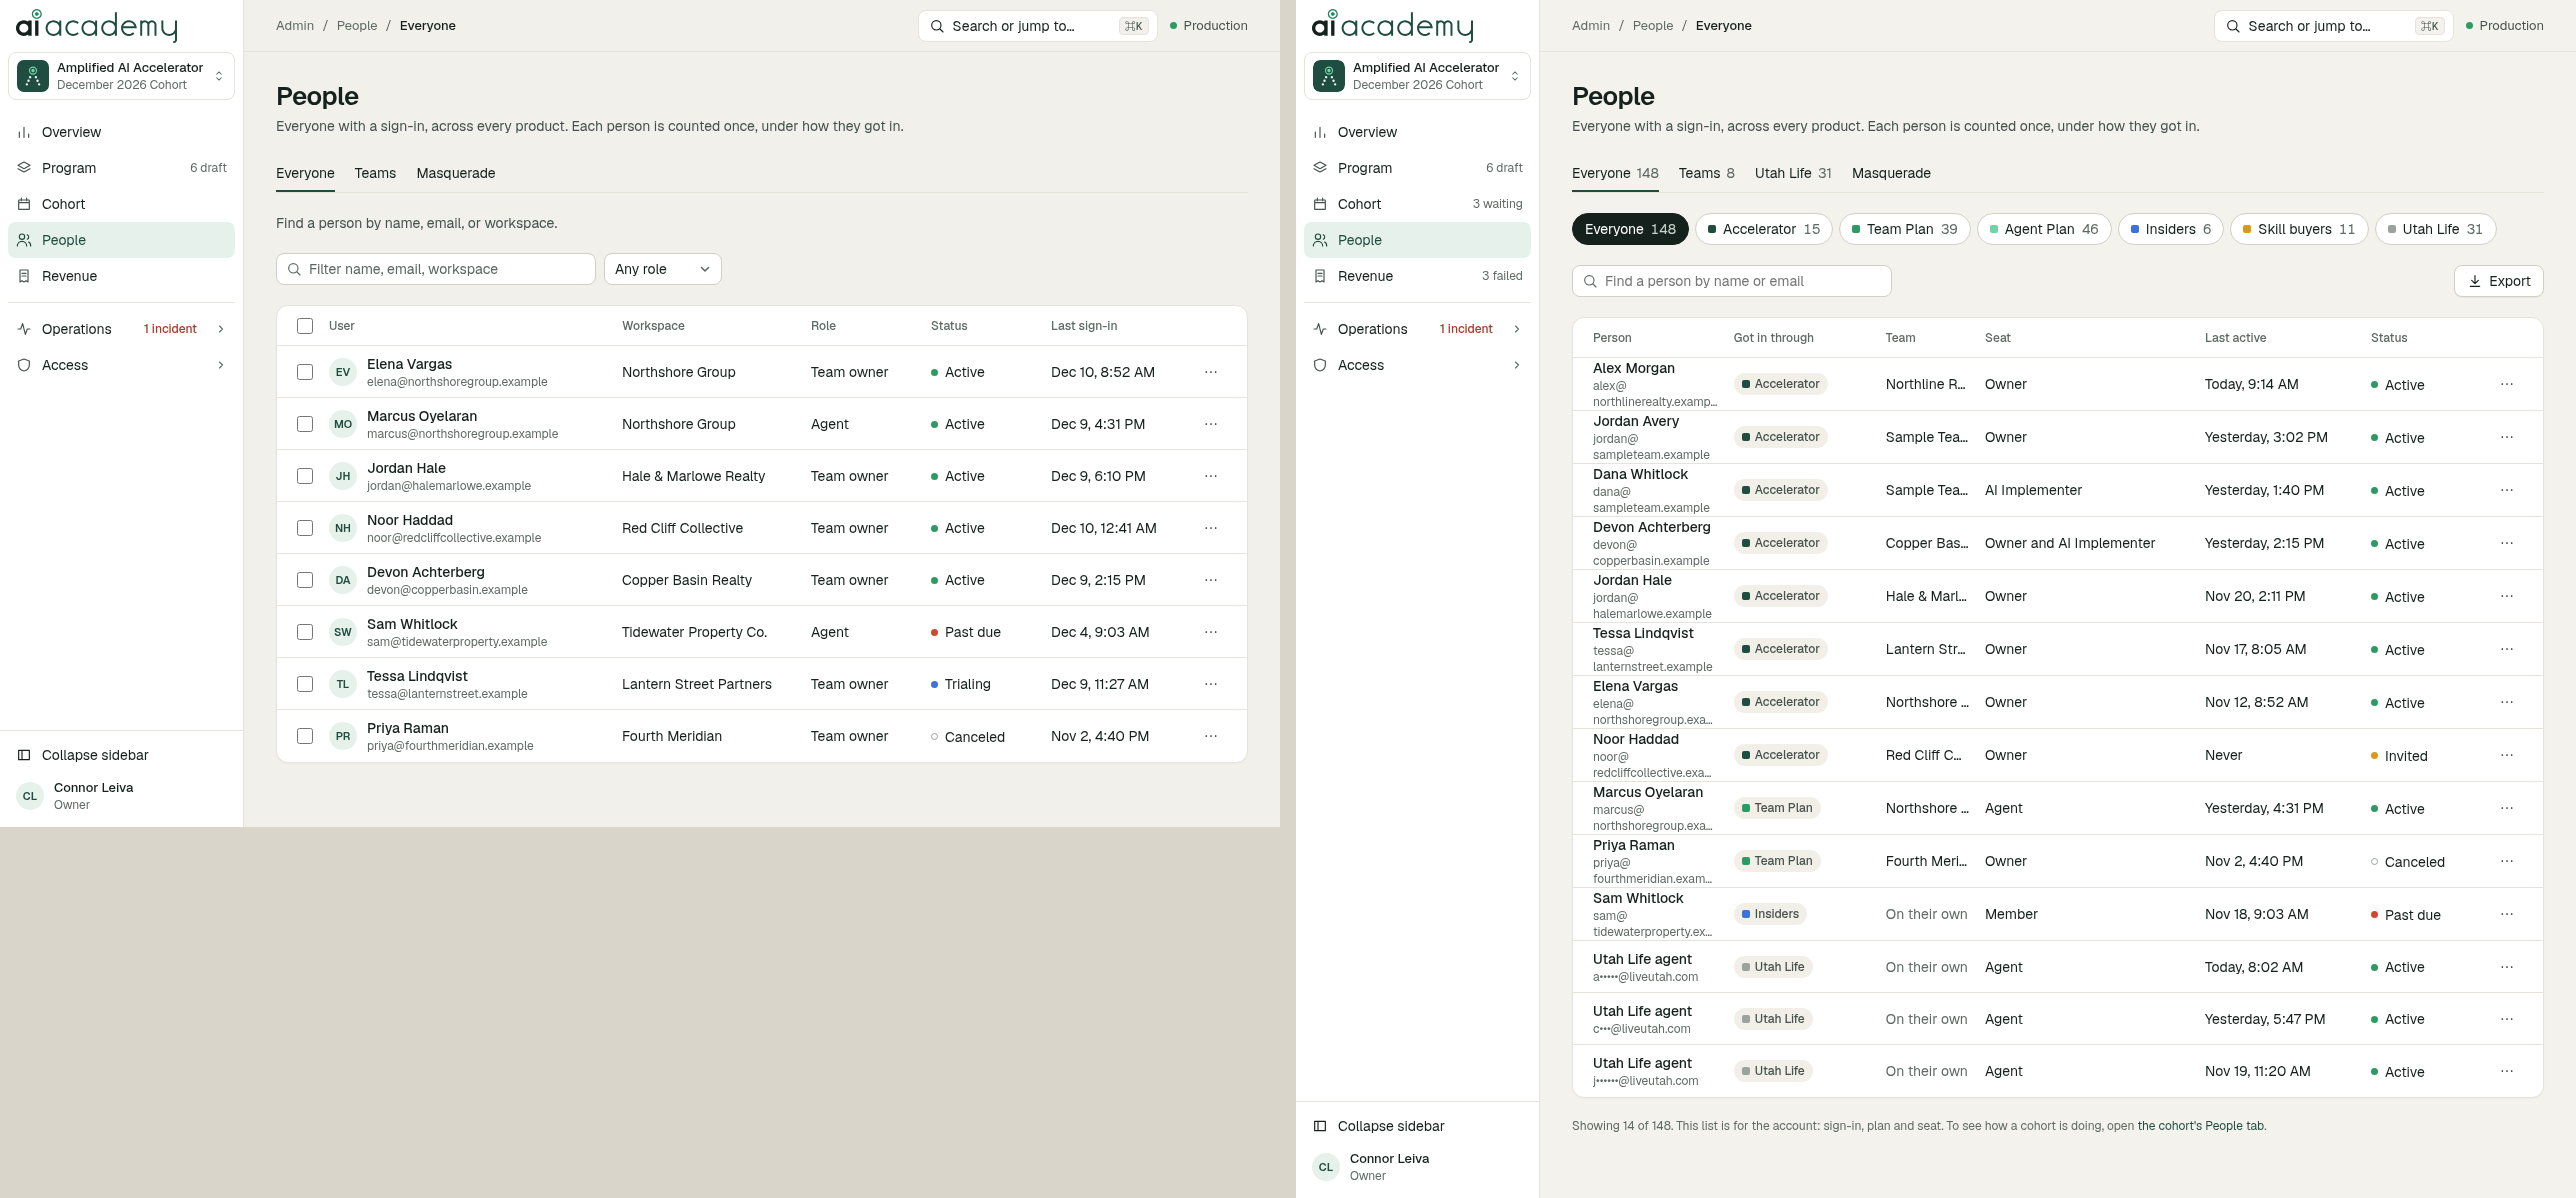 ai academy
Amplified AI Accelerator
December 2026 Cohort
Overview
Program 6 draft
Cohort
People
Revenue
Operations 1 incident
Access
Collapse sidebar
CL Connor Leiva
Owner
Admin / People / Everyone
Search or jump to... ⌘K
Production
People
Everyone with a sign-in, across every product. Each person is counted once, under how they got in.
Everyone Teams Masquerade
Find a person by name, email, or workspace.
Filter name, email, workspace Any role
User Workspace Role Status Last sign-in
EV Elena Vargas Northshore Group Team owner Active Dec 10, 8:52 AM ...
elena@northshoregroup.example
MO Marcus Oyelaran Northshore Group Agent Active Dec 9, 4:31 PM ...
marcus@northshoregroup.example
JH Jordan Hale Hale & Marlowe Realty Team owner Active Dec 9, 6:10 PM ...
jordan@halemarlowe.example
NH Noor Haddad Red Cliff Collective Team owner Active Dec 10, 12:41 AM ...
noor@redcliffcollective.example
DA Devon Achterberg Copper Basin Realty Team owner Active Dec 9, 2:15 PM ...
devon@copperbasin.example
SW Sam Whitlock Tidewater Property Co. Agent Past due Dec 4, 9:03 AM ...
sam@tidewaterproperty.example
TL Tessa Lindqvist Lantern Street Partners Team owner Trialing Dec 9, 11:27 AM ...
tessa@lanternstreet.example
PR Priya Raman Fourth Meridian Team owner Canceled Nov 2, 4:40 PM ...
priya@fourthmeridian.example
ai academy
Amplified AI Accelerator
December 2026 Cohort
Overview
Program 6 draft
Cohort 3 waiting
People
Revenue 3 failed
Operations 1 incident
Access
Collapse sidebar
CL Connor Leiva
Owner
Admin / People / Everyone
Search or jump to... ⌘K
Production
People
Everyone with a sign-in, across every product. Each person is counted once, under how they got in.
Everyone 148 Teams 8 Utah Life 31 Masquerade
Everyone 148 Accelerator 15 Team Plan 39 Agent Plan 46 Insiders 6 Skill buyers 11 Utah Life 31
Find a person by name or email Export
Person Got in through Team Seat Last active Status
Alex Morgan
alex@
northlinerealty.examp... Accelerator Northline R... Owner Today, 9:14 AM Active ...
Jordan Avery
jordan@
sampleteam.example Accelerator Sample Tea... Owner Yesterday, 3:02 PM Active ...
Dana Whitlock
dana@
sampleteam.example Accelerator Sample Tea... AI Implementer Yesterday, 1:40 PM Active ...
Devon Achterberg
devon@
copperbasin.example Accelerator Copper Bas... Owner and AI Implementer Yesterday, 2:15 PM Active ...
Jordan Hale
jordan@
halemarlowe.example Accelerator Hale & Marl... Owner Nov 20, 2:11 PM Active ...
Tessa Lindqvist
tessa@
lanternstreet.example Accelerator Lantern Str... Owner Nov 17, 8:05 AM Active ...
Elena Vargas
elena@
northshoregroup.exa... Accelerator Northshore ... Owner Nov 12, 8:52 AM Active ...
Noor Haddad
noor@
redcliffcollective.exa... Accelerator Red Cliff C... Owner Never Invited ...
Marcus Oyelaran
marcus@
northshoregroup.exa... Team Plan Northshore ... Agent Yesterday, 4:31 PM Active ...
Priya Raman
priya@
fourthmeridian.exam... Team Plan Fourth Meri... Owner Nov 2, 4:40 PM Canceled ...
Sam Whitlock
sam@
tidewaterproperty.ex... Insiders On their own Member Nov 18, 9:03 AM Past due ...
Utah Life agent
a•••••@liveutah.com Utah Life On their own Agent Today, 8:02 AM Active ...
Utah Life agent
c•••@liveutah.com Utah Life On their own Agent Yesterday, 5:47 PM Active ...
Utah Life agent
j••••••@liveutah.com Utah Life On their own Agent Nov 19, 11:20 AM Active ...
Showing 14 of 148. This list is for the account: sign-in, plan and seat. To see how a cohort is doing, open the cohort's People tab.